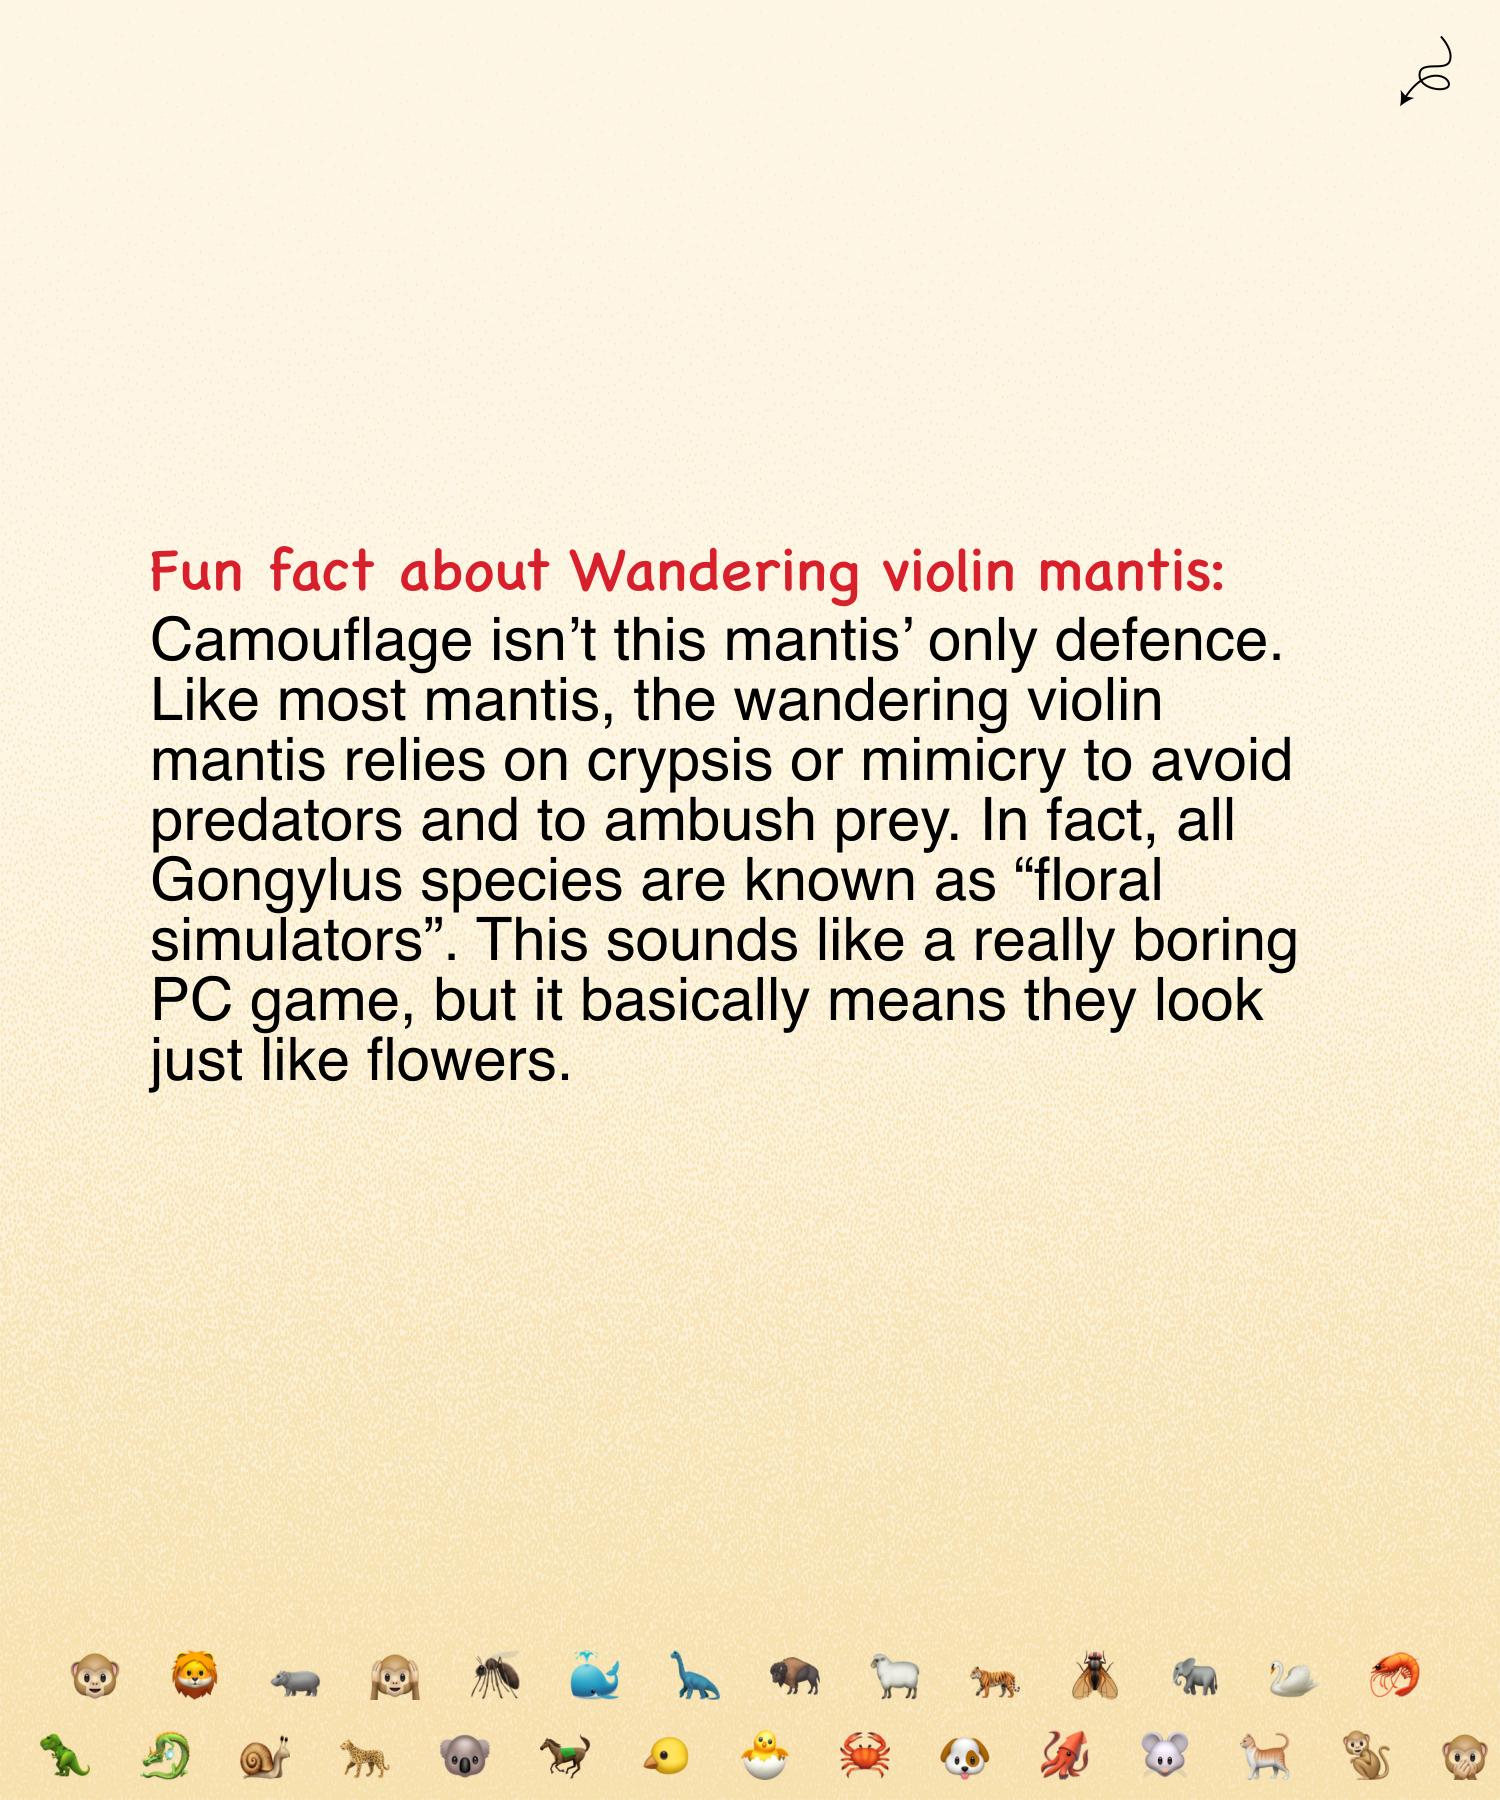 Fun fact about Wandering violin mantis:
Camouflage isn’t this mantis’ only defence.
Like most mantis, the wandering violin
mantis relies on crypsis or mimicry to avoid
predators and to ambush prey. In fact, all
Gongylus species are known as “floral
simulators”. This sounds like a really boring
PC game, but it basically means they look
just like flowers.